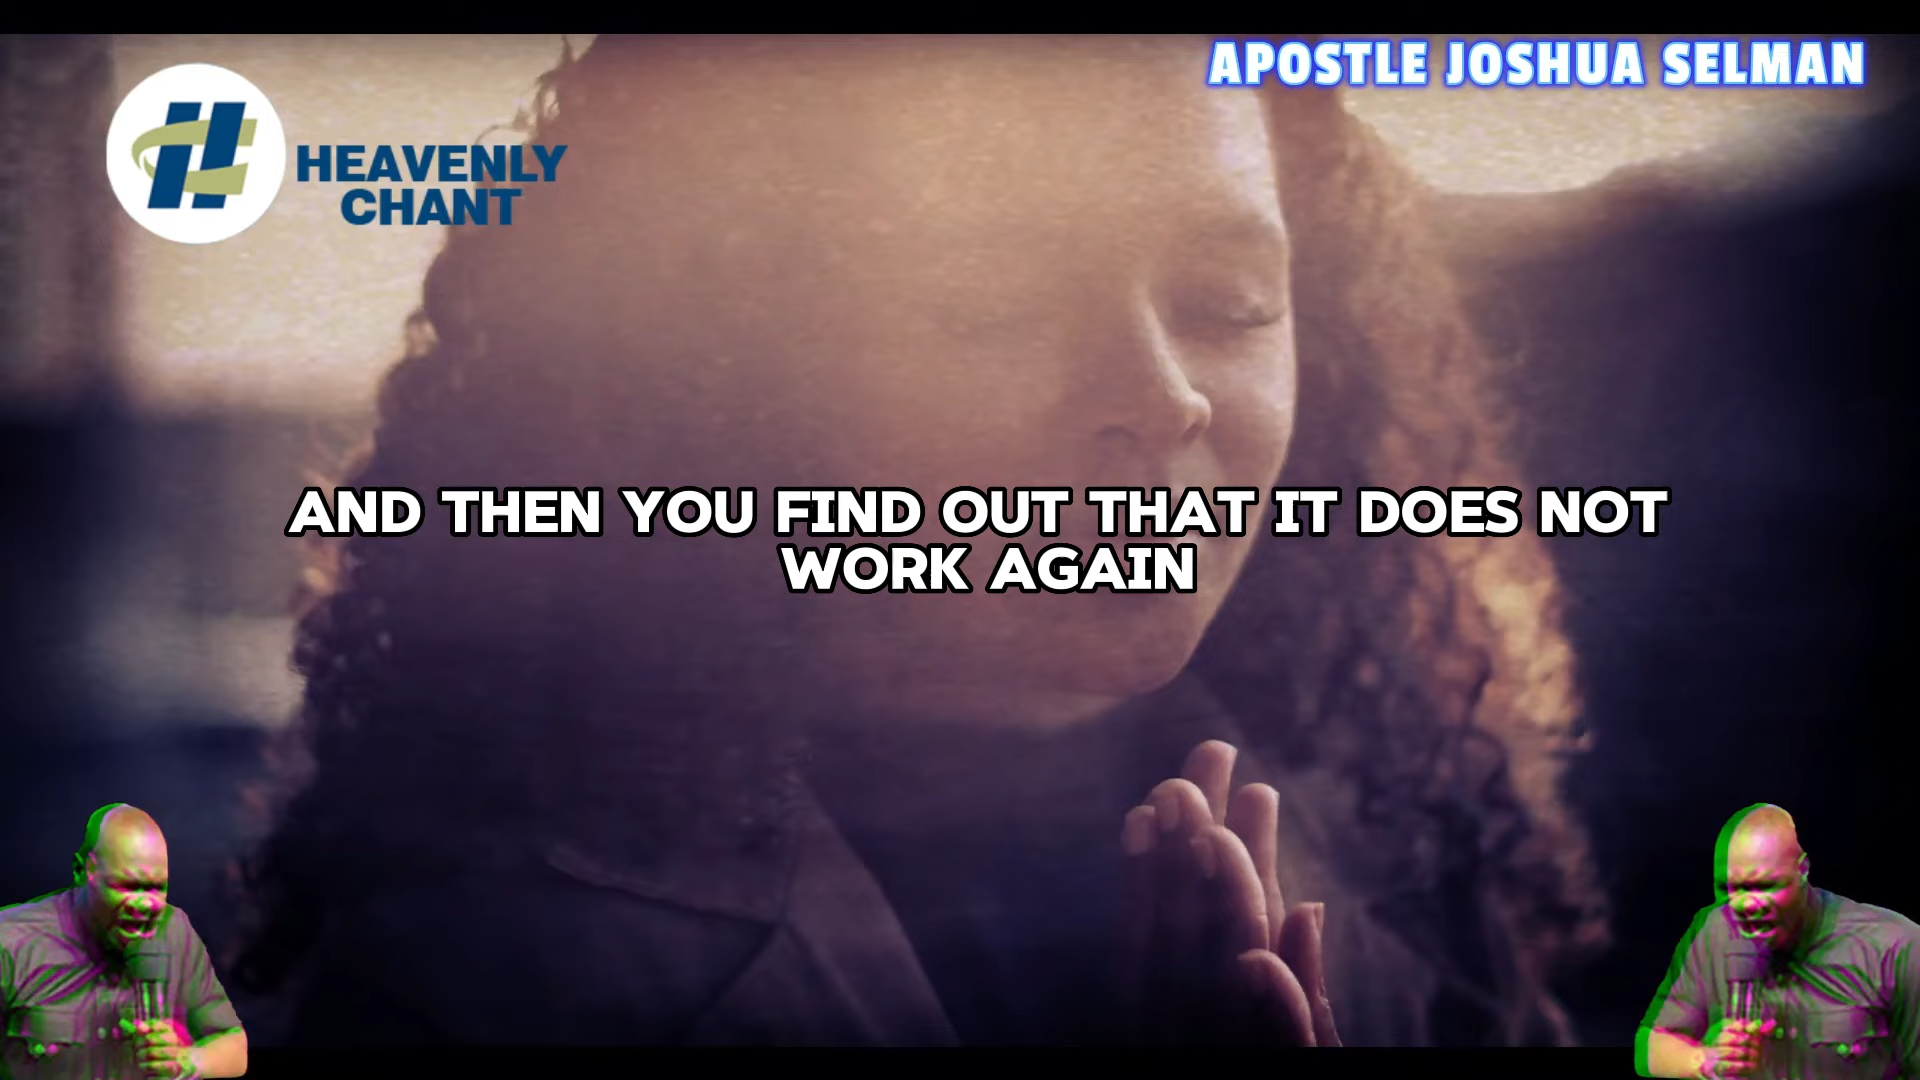 APOSTLE JOSHUA SELMAN
HEAVENLY
CHANT
AND THEN YOU FIND OUT THAT IT DOES NOT
WORK AGAIN